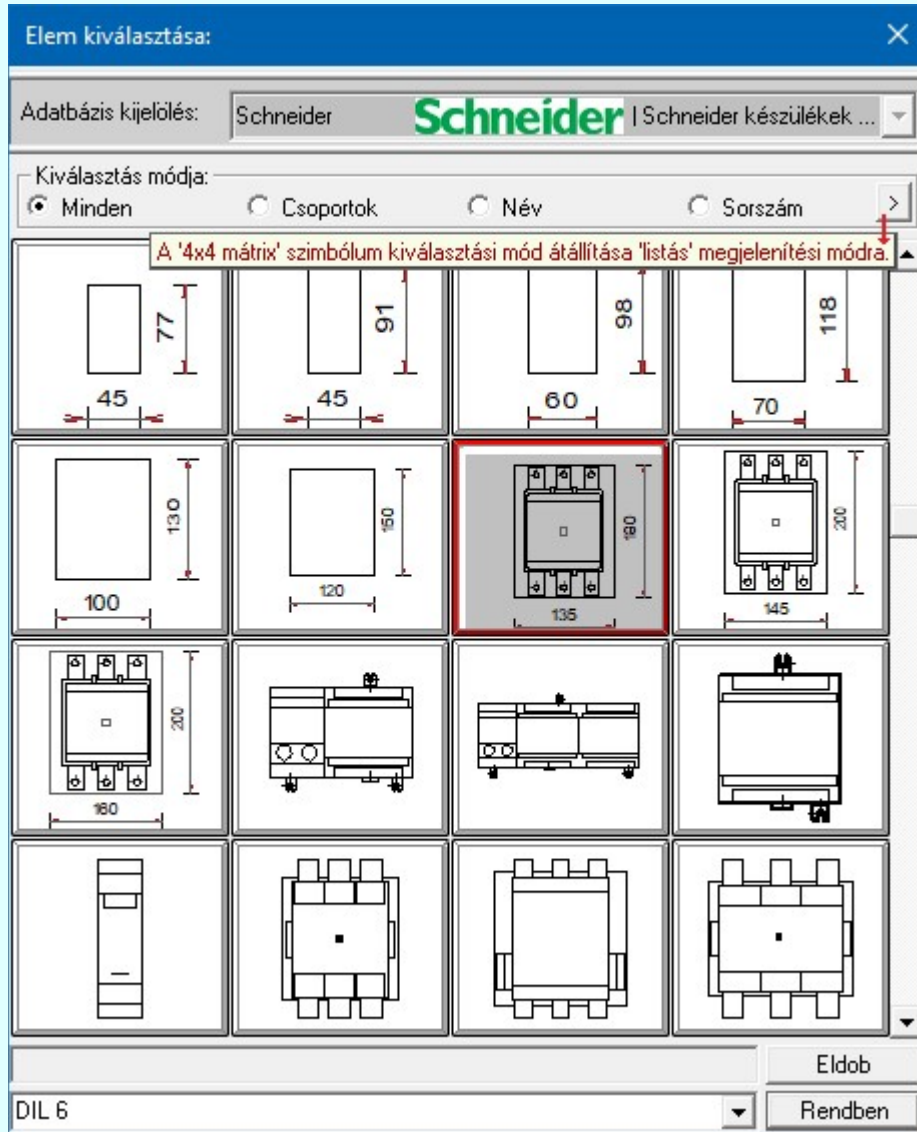 Elem kiválasztása:
Adatbázis kijelölés:
Schneider Schneider | Schneider készülékek ...
Kiválasztás módja:
Minden Csoportok Név Sorszám >
A '4x4 mátrix' szimbólum kiválasztási mód átállítása 'listás' megjelenítési módra.
77 91 98 118
45 45 60 70
130 160 180 200
100 120 135 145
200
160
Eldob
DIL 6 Rendben